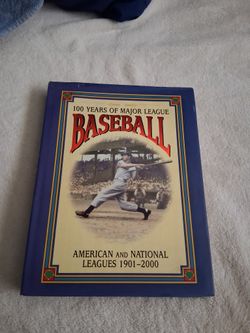 100 YEARS OF MAJOR LEAGUE
BASEBALL
AMERICAN AND NATIONAL
LEAGUES 1901–2000